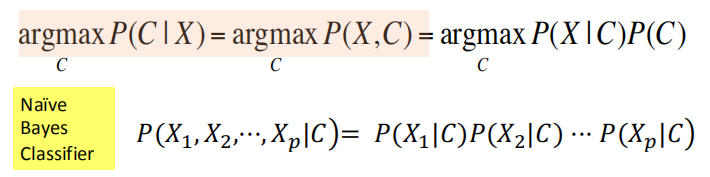 argmax P(C | X) = argmax P(X,C) = argmax P(X | C)P(C)
C C C
Naïve
Bayes
Classifier
P(X₁, X₂,⋯, Xₚ|C)= P(X₁|C)P(X₂|C) ⋯ P(Xₚ|C)